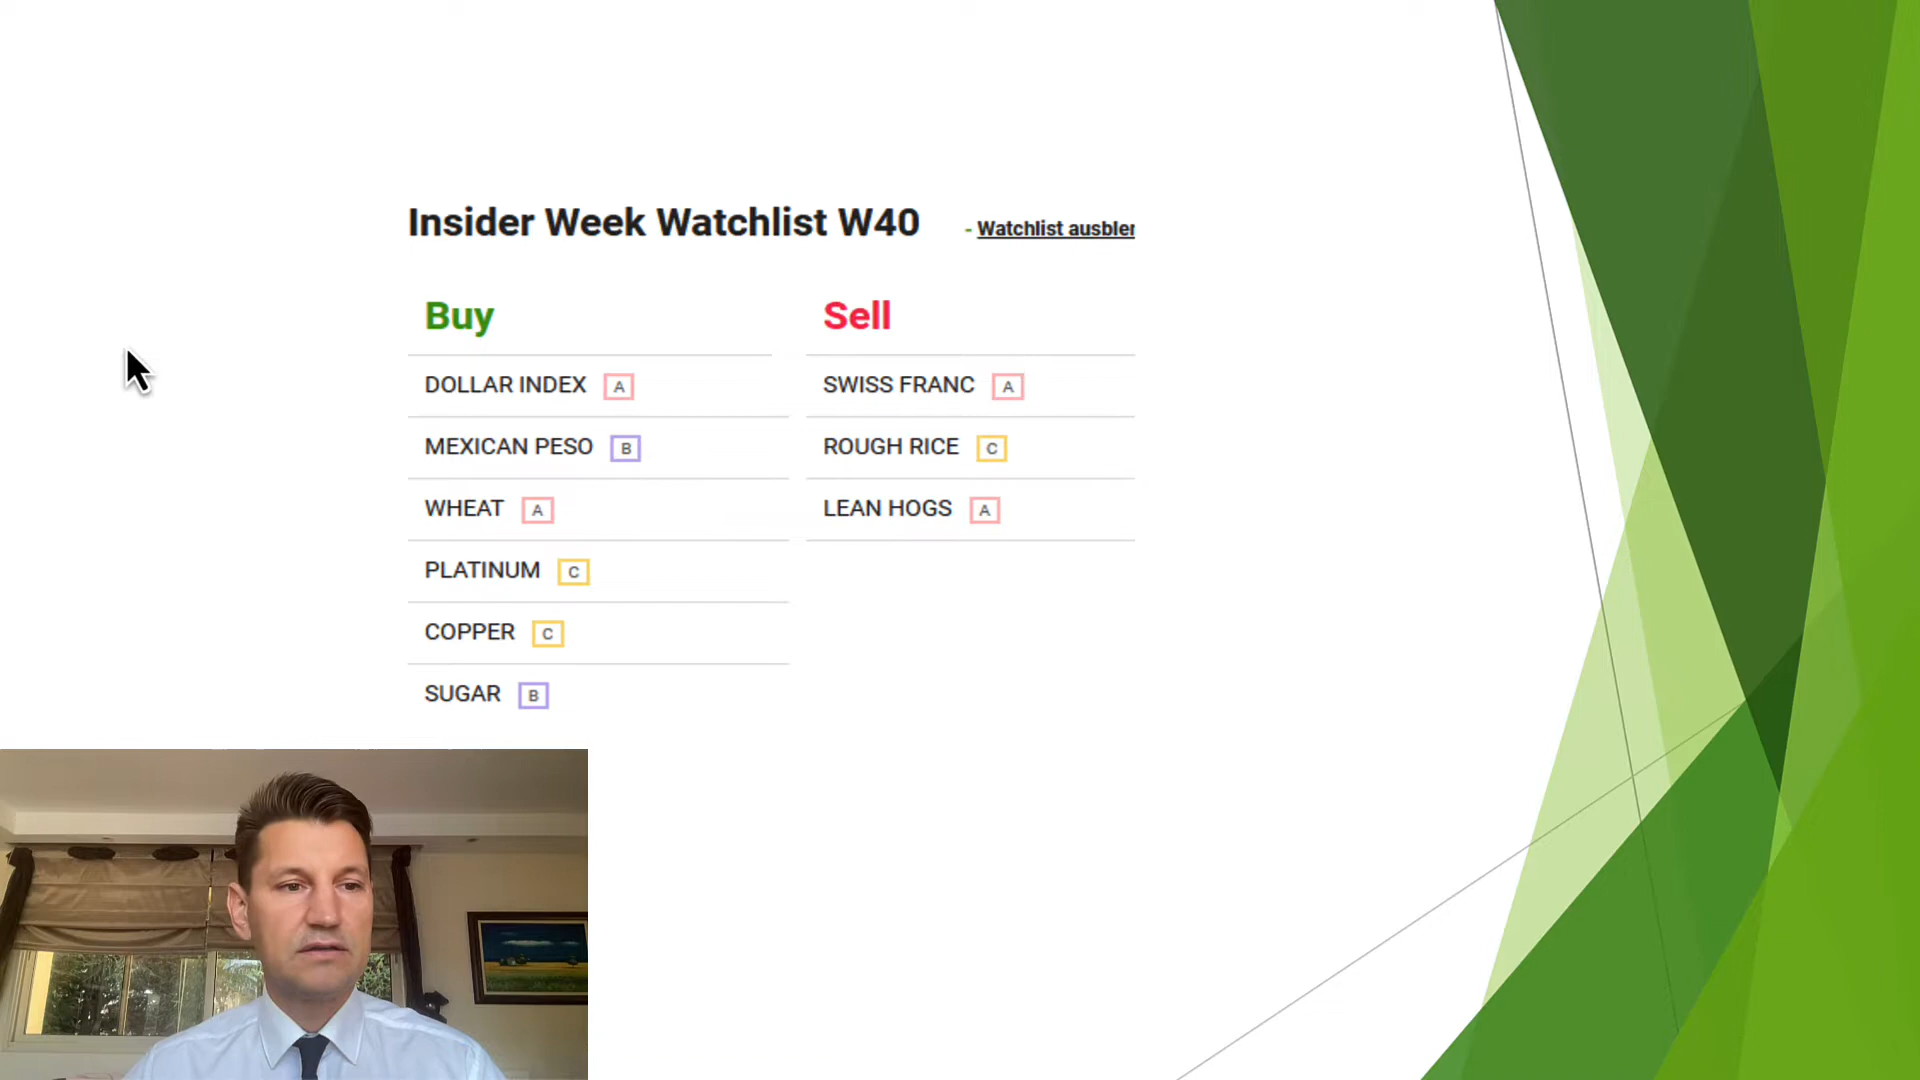 Insider Week Watchlist W40 - Watchlist ausblen
Buy
DOLLAR INDEX A
MEXICAN PESO B
WHEAT A
PLATINUM C
COPPER C
SUGAR B
Sell
SWISS FRANC A
ROUGH RICE C
LEAN HOGS A